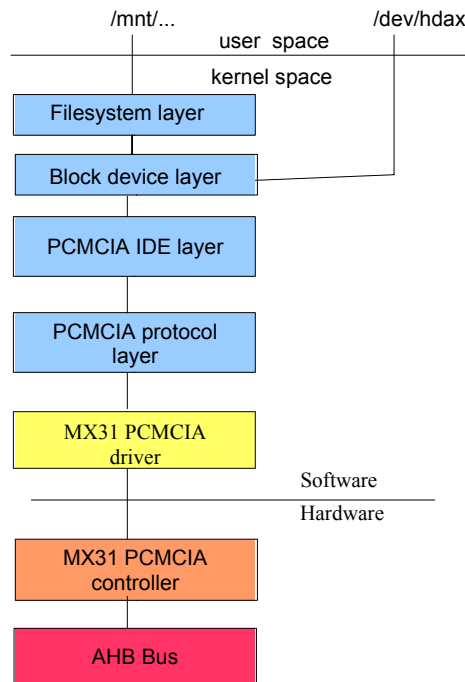 /mnt/...
/dev/hdax
user space
kernel space
Filesystem layer
Block device layer
PCMCIA IDE layer
PCMCIA protocol
layer
MX31 PCMCIA
driver
Software
Hardware
MX31 PCMCIA
controller
AHB Bus